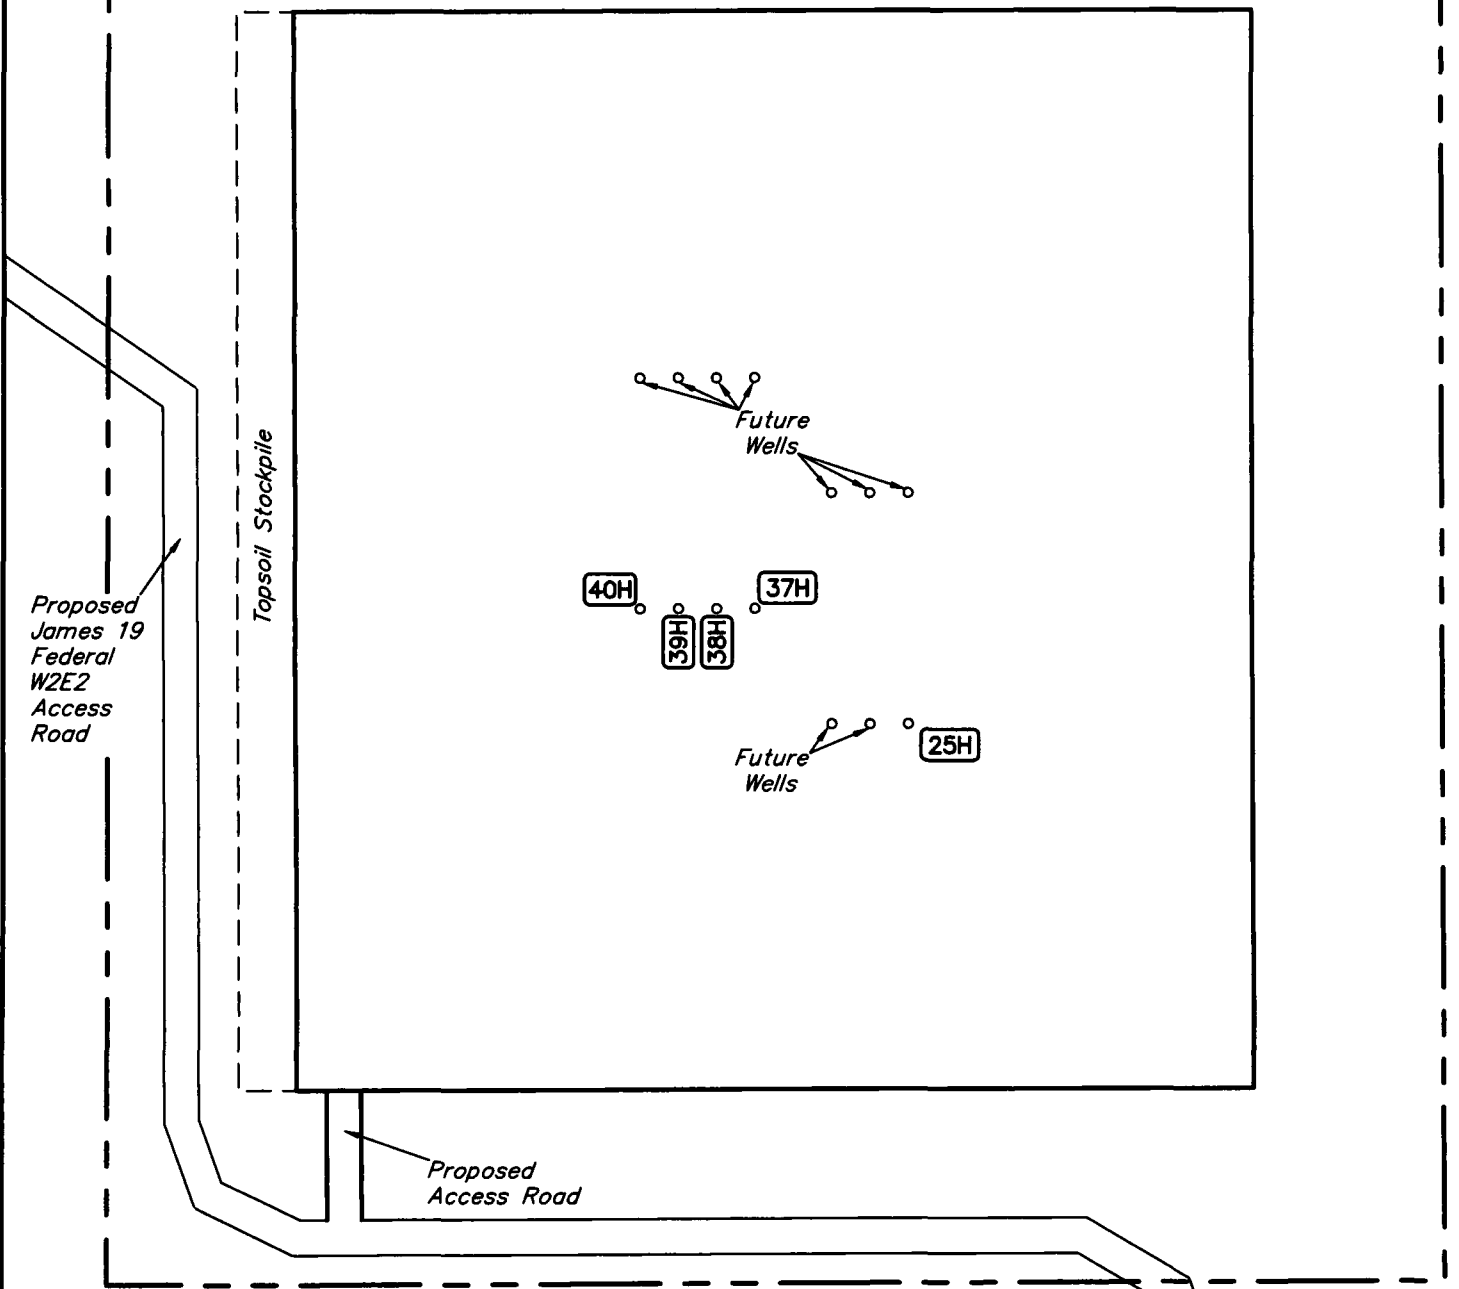 Future
Wells
Topsoil Stockpile
40H
37H
39H
38H
Proposed
James 19
Federal
W2E2
Access
Road
25H
Future
Wells
Proposed
Access Road